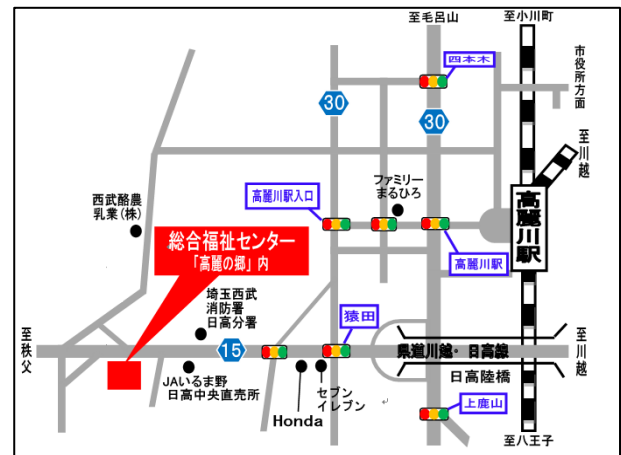 至毛呂山
至小川町
四本木
市役所
方面
30
30
至川越
ファミリー
まるひろ
高麗川駅入口
西武酪農
乳業(株)
高麗川駅
高麗川駅
総合福祉センター
「高麗の郷」内
埼玉西武
消防署
日高分署
猿田
至秩父
15
県道川越・日高線
至川越
JAいるま野
日高中央直売所
セブン
イレブン
日高陸橋
Honda
上鹿山
至八王子